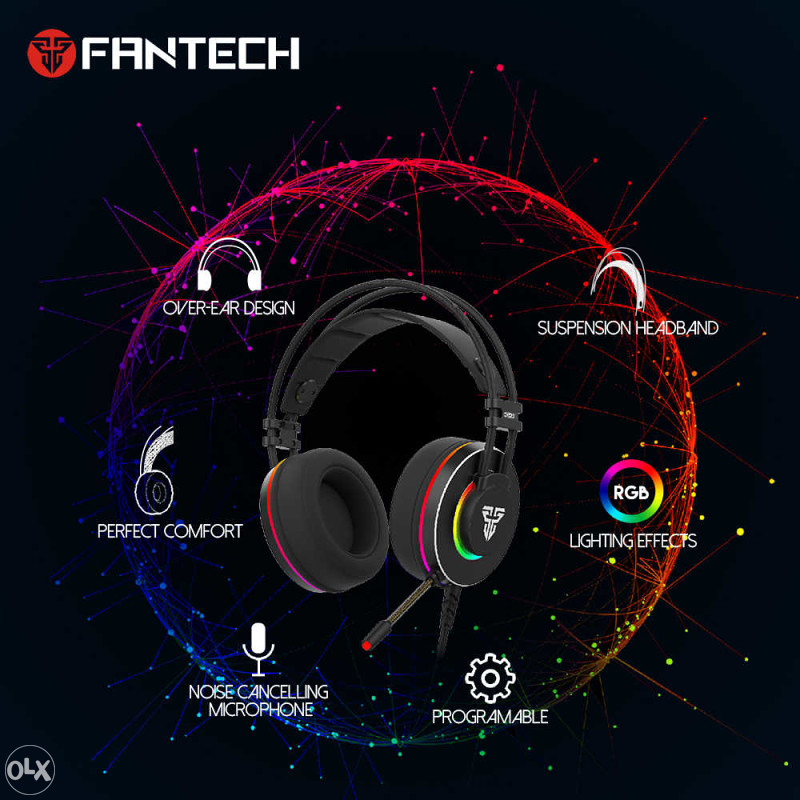 FANTECH
OVER-EAR DESIGN
SUSPENSION HEADBAND
PERFECT COMFORT
RGB
LIGHTING EFFECTS
NOISE CANCELLING
MICROPHONE
PROGRAMABLE
OLX